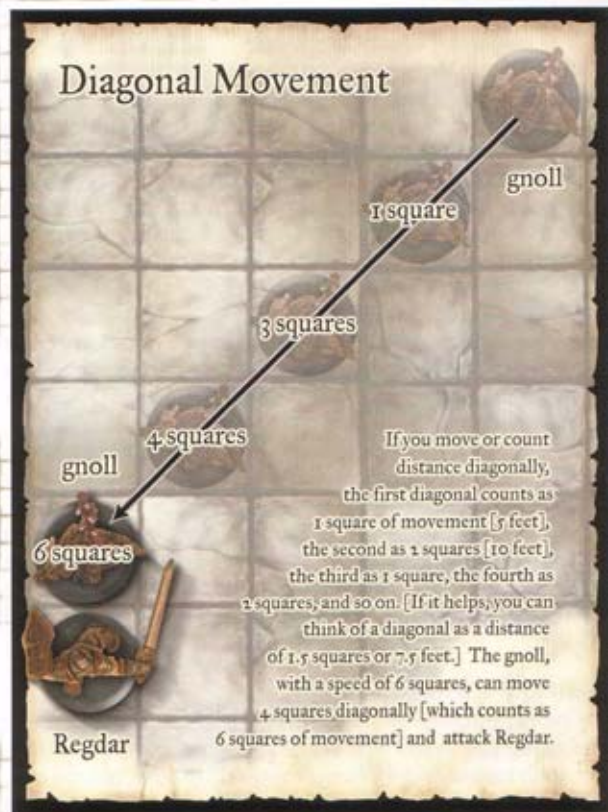 Diagonal Movement
gnoll
1 square
3 squares
4 squares
gnoll
6 squares
Regdar
If you move or count
distance diagonally,
the first diagonal counts as
1 square of movement [5 feet],
the second as 2 squares [10 feet],
the third as 1 square, the fourth as
2 squares, and so on. [If it helps, you can
think of a diagonal as a distance
of 1.5 squares or 7.5 feet.] The gnoll,
with a speed of 6 squares, can move
4 squares diagonally [which counts as
6 squares of movement] and attack Regdar.